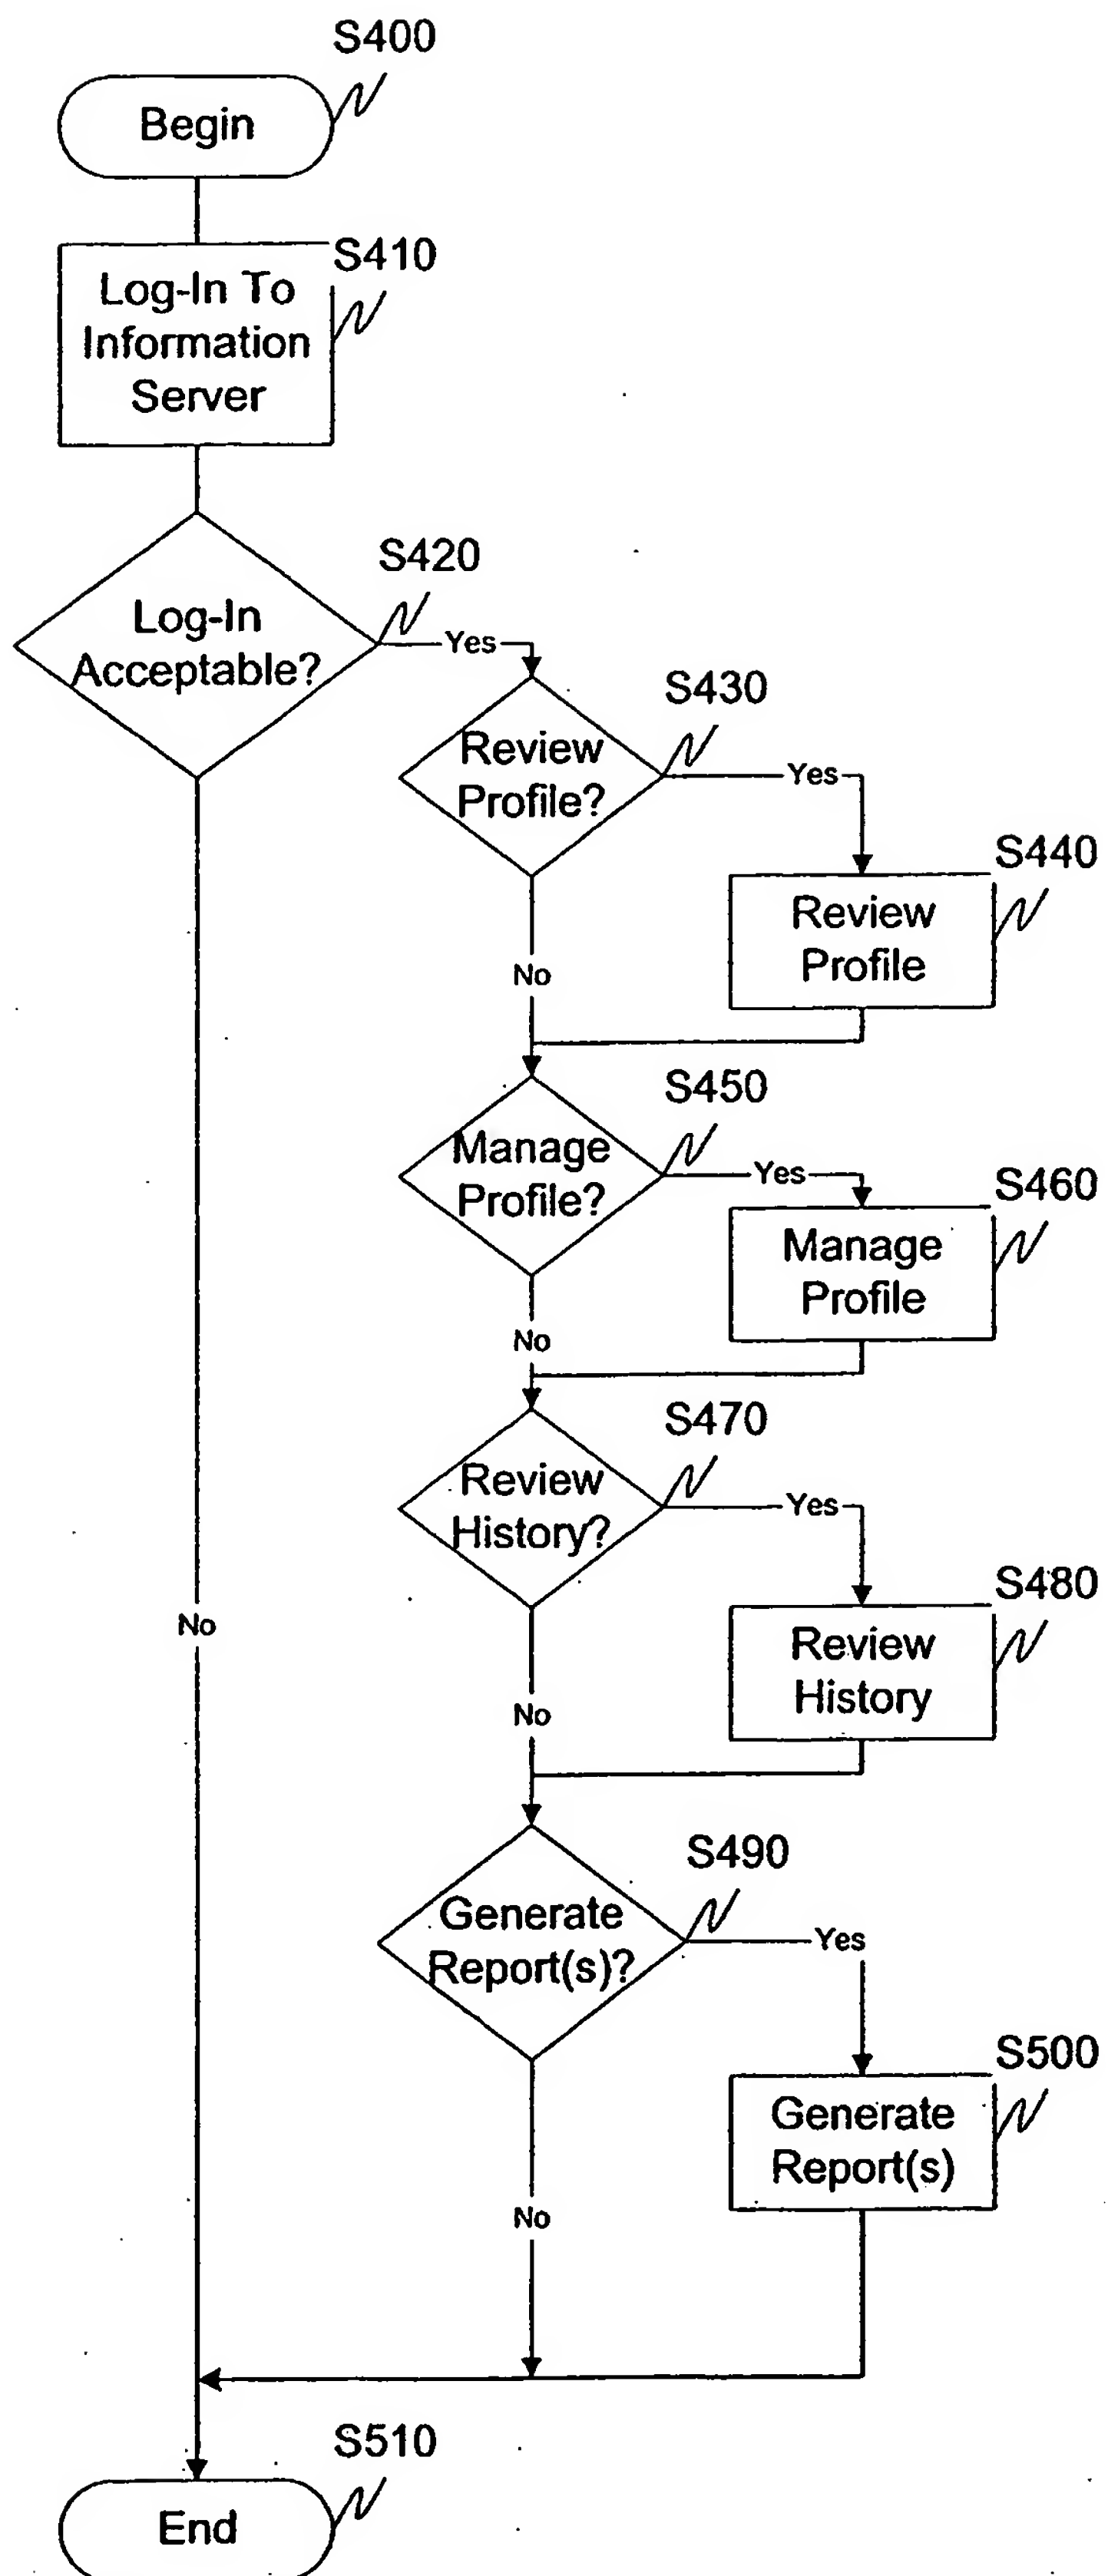 S400
Begin
S410
Log-In To
Information
Server
S420
Log-In
Acceptable?
Yes
S430
Review
Profile?
Yes
S440
Review
Profile
No
S450
Manage
Profile?
Yes
S460
Manage
Profile
No
S470
Review
History?
Yes
S480
Review
History
No
No
S490
Generate
Report(s)?
Yes
S500
Generate
Report(s)
No
S510
End